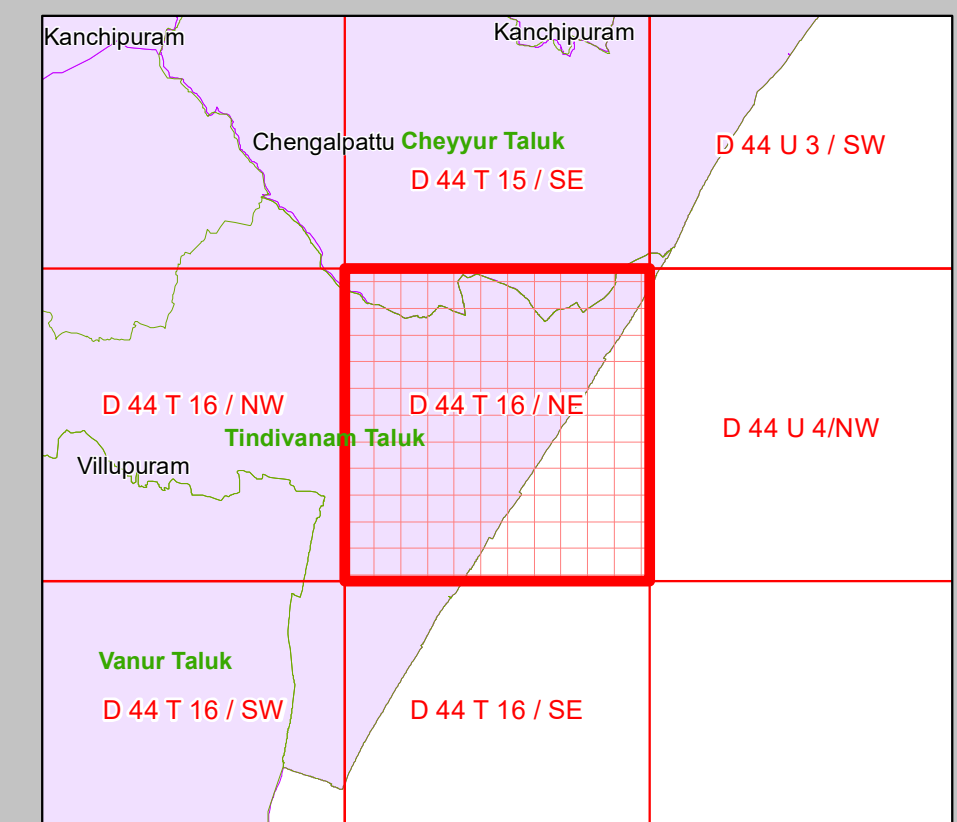 Kanchipuram
Kanchipuram
Chengalpattu
Cheyyur Taluk
D 44 U 3 / SW
D 44 T 15 / SE
D 44 T 16 / NW
D 44 T 16 / NE
D 44 U 4/NW
Tindivanam Taluk
Villupuram
Vanur Taluk
D 44 T 16 / SW
D 44 T 16 / SE